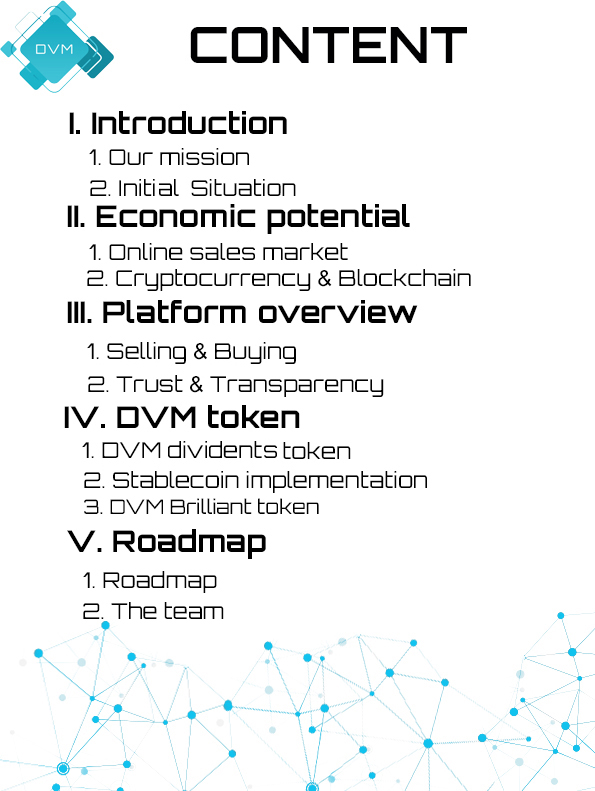 DVM
CONTENT
I. Introduction
1. Our mission
2. Initial Situation
II. Economic potential
1. Online sales market
2. Cryptocurrency & Blockchain
III. Platform overview
1. Selling & Buying
2. Trust & Transparency
IV. DVM token
1. DVM dividents token
2. Stablecoin implementation
3. DVM Brilliant token
V. Roadmap
1. Roadmap
2. The team